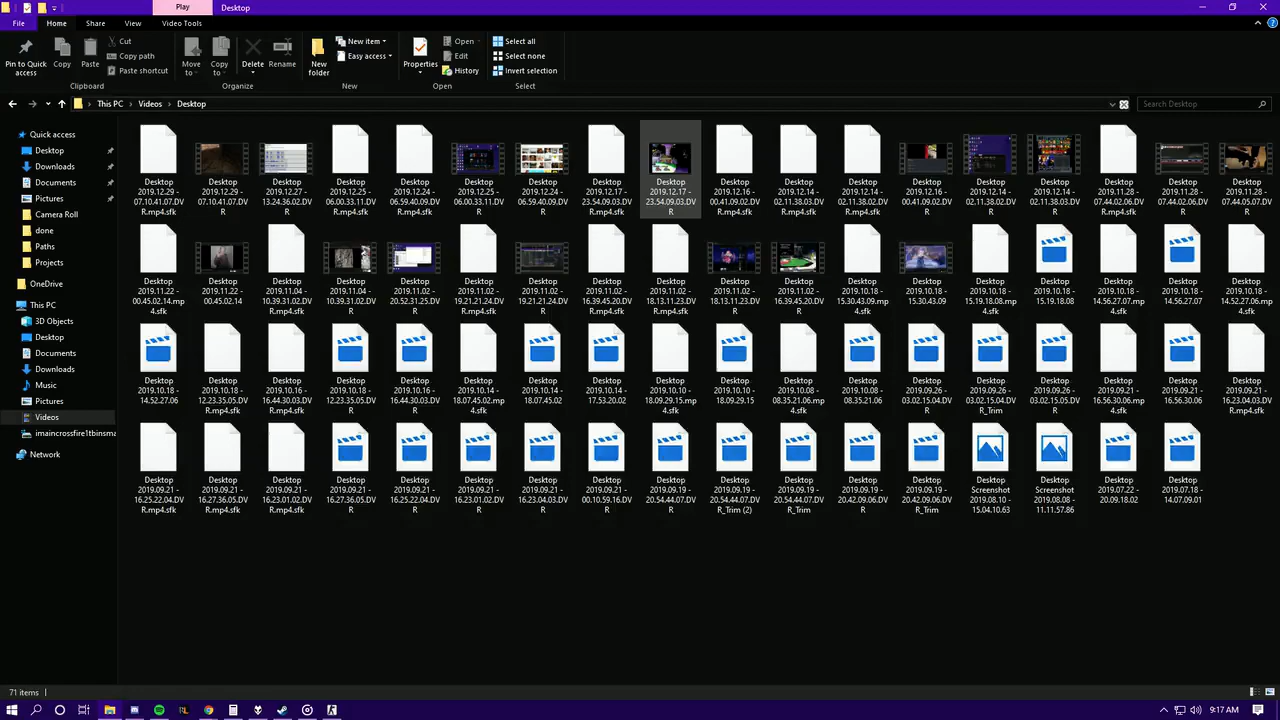 Play Desktop
File Home Share View Video Tools
Pin to Quick access
Copy
Paste
Cut
Copy path
Paste shortcut
Clipboard
Move to
Copy to
Delete
Rename
Organize
New folder
New item
Easy access
New
Properties
Open
Edit
History
Open
Select all
Select none
Invert selection
Select
This PC Videos Desktop Search Desktop
Quick access
Desktop
Downloads
Documents
Pictures
Camera Roll
done
Paths
Projects
OneDrive
This PC
3D Objects
Desktop
Documents
Downloads
Music
Pictures
Videos
imaincrossfire1tbinsma
Network
Desktop 2019.12.29 - 07.10.41.07.DVR.mp4.sfk
Desktop 2019.12.29 - 07.10.41.07.DVR
Desktop 2019.12.27 - 13.24.36.02.DVR
Desktop 2019.12.25 - 06.00.33.11.DVR.mp4.sfk
Desktop 2019.12.24 - 06.59.40.09.DVR.mp4.sfk
Desktop 2019.12.25 - 06.00.33.11.DVR
Desktop 2019.12.24 - 06.59.40.09.DVR
Desktop 2019.12.17 - 23.54.09.03.DVR.mp4.sfk
Desktop 2019.12.17 - 23.54.09.03.DVR
Desktop 2019.12.16 - 00.41.09.02.DVR.mp4.sfk
Desktop 2019.12.14 - 02.11.38.03.DVR.mp4.sfk
Desktop 2019.12.14 - 02.11.38.02.DVR.mp4.sfk
Desktop 2019.12.16 - 00.41.09.02.DVR
Desktop 2019.12.14 - 02.11.38.03.DVR
Desktop 2019.12.14 - 02.11.38.02.DVR
Desktop 2019.11.28 - 07.44.02.06.DVR.mp4.sfk
Desktop 2019.11.28 - 07.44.02.06.DVR
Desktop 2019.11.28 - 07.44.05.07.DVR
Desktop 2019.11.22 - 00.45.02.14.mp4.sfk
Desktop 2019.11.22 - 00.45.02.14
Desktop 2019.11.04 - 10.39.31.02.DVR.mp4.sfk
Desktop 2019.11.04 - 10.39.31.02.DVR
Desktop 2019.11.02 - 20.52.31.25.DVR
Desktop 2019.11.02 - 19.21.21.24.DVR.mp4.sfk
Desktop 2019.11.02 - 19.21.21.24.DVR
Desktop 2019.11.02 - 16.39.45.20.DVR.mp4.sfk
Desktop 2019.11.02 - 18.13.11.23.DVR.mp4.sfk
Desktop 2019.11.02 - 18.13.11.23.DVR
Desktop 2019.11.02 - 16.39.45.20.DVR
Desktop 2019.10.18 - 15.30.43.09.mp4.sfk
Desktop 2019.10.18 - 15.30.43.09
Desktop 2019.10.18 - 15.19.18.08.mp4.sfk
Desktop 2019.10.18 - 15.19.18.08
Desktop 2019.10.18 - 14.56.27.07.mp4.sfk
Desktop 2019.10.18 - 14.56.27.07
Desktop 2019.10.18 - 14.52.27.06.mp4.sfk
Desktop 2019.10.18 - 14.52.27.06
Desktop 2019.10.18 - 12.23.35.05.DVR.mp4.sfk
Desktop 2019.10.16 - 16.44.30.03.DVR.mp4.sfk
Desktop 2019.10.18 - 12.23.35.05.DVR
Desktop 2019.10.16 - 16.44.30.03.DVR
Desktop 2019.10.14 - 18.07.45.02.mp4.sfk
Desktop 2019.10.14 - 18.07.45.02
Desktop 2019.10.14 - 17.53.20.02
Desktop 2019.10.10 - 18.09.29.15.mp4.sfk
Desktop 2019.10.10 - 18.09.29.15
Desktop 2019.10.08 - 08.35.21.06.mp4.sfk
Desktop 2019.10.08 - 08.35.21.06
Desktop 2019.09.26 - 03.02.15.04.DVR
Desktop 2019.09.26 - 03.02.15.04.DVR_Trim
Desktop 2019.09.26 - 03.02.15.05.DVR
Desktop 2019.09.21 - 16.56.30.06.mp4.sfk
Desktop 2019.09.21 - 16.56.30.06
Desktop 2019.09.21 - 16.23.04.03.DVR.mp4.sfk
Desktop 2019.09.21 - 16.25.22.04.DVR.mp4.sfk
Desktop 2019.09.21 - 16.27.36.05.DVR.mp4.sfk
Desktop 2019.09.21 - 16.23.01.02.DVR.mp4.sfk
Desktop 2019.09.21 - 16.27.36.05.DVR
Desktop 2019.09.21 - 16.25.22.04.DVR
Desktop 2019.09.21 - 16.23.01.02.DVR
Desktop 2019.09.21 - 16.23.04.03.DVR
Desktop 2019.09.21 - 00.10.59.16.DVR
Desktop 2019.09.19 - 20.54.44.07.DVR
Desktop 2019.09.19 - 20.54.44.07.DVR_Trim (2)
Desktop 2019.09.19 - 20.54.44.07.DVR_Trim
Desktop 2019.09.19 - 20.42.09.06.DVR
Desktop 2019.09.19 - 20.42.09.06.DVR_Trim
Desktop Screenshot 2019.08.10 - 15.04.10.63
Desktop Screenshot 2019.08.08 - 11.11.57.86
Desktop 2019.07.22 - 20.09.18.02
Desktop 2019.07.18 - 14.07.09.01
71 items
9:17 AM